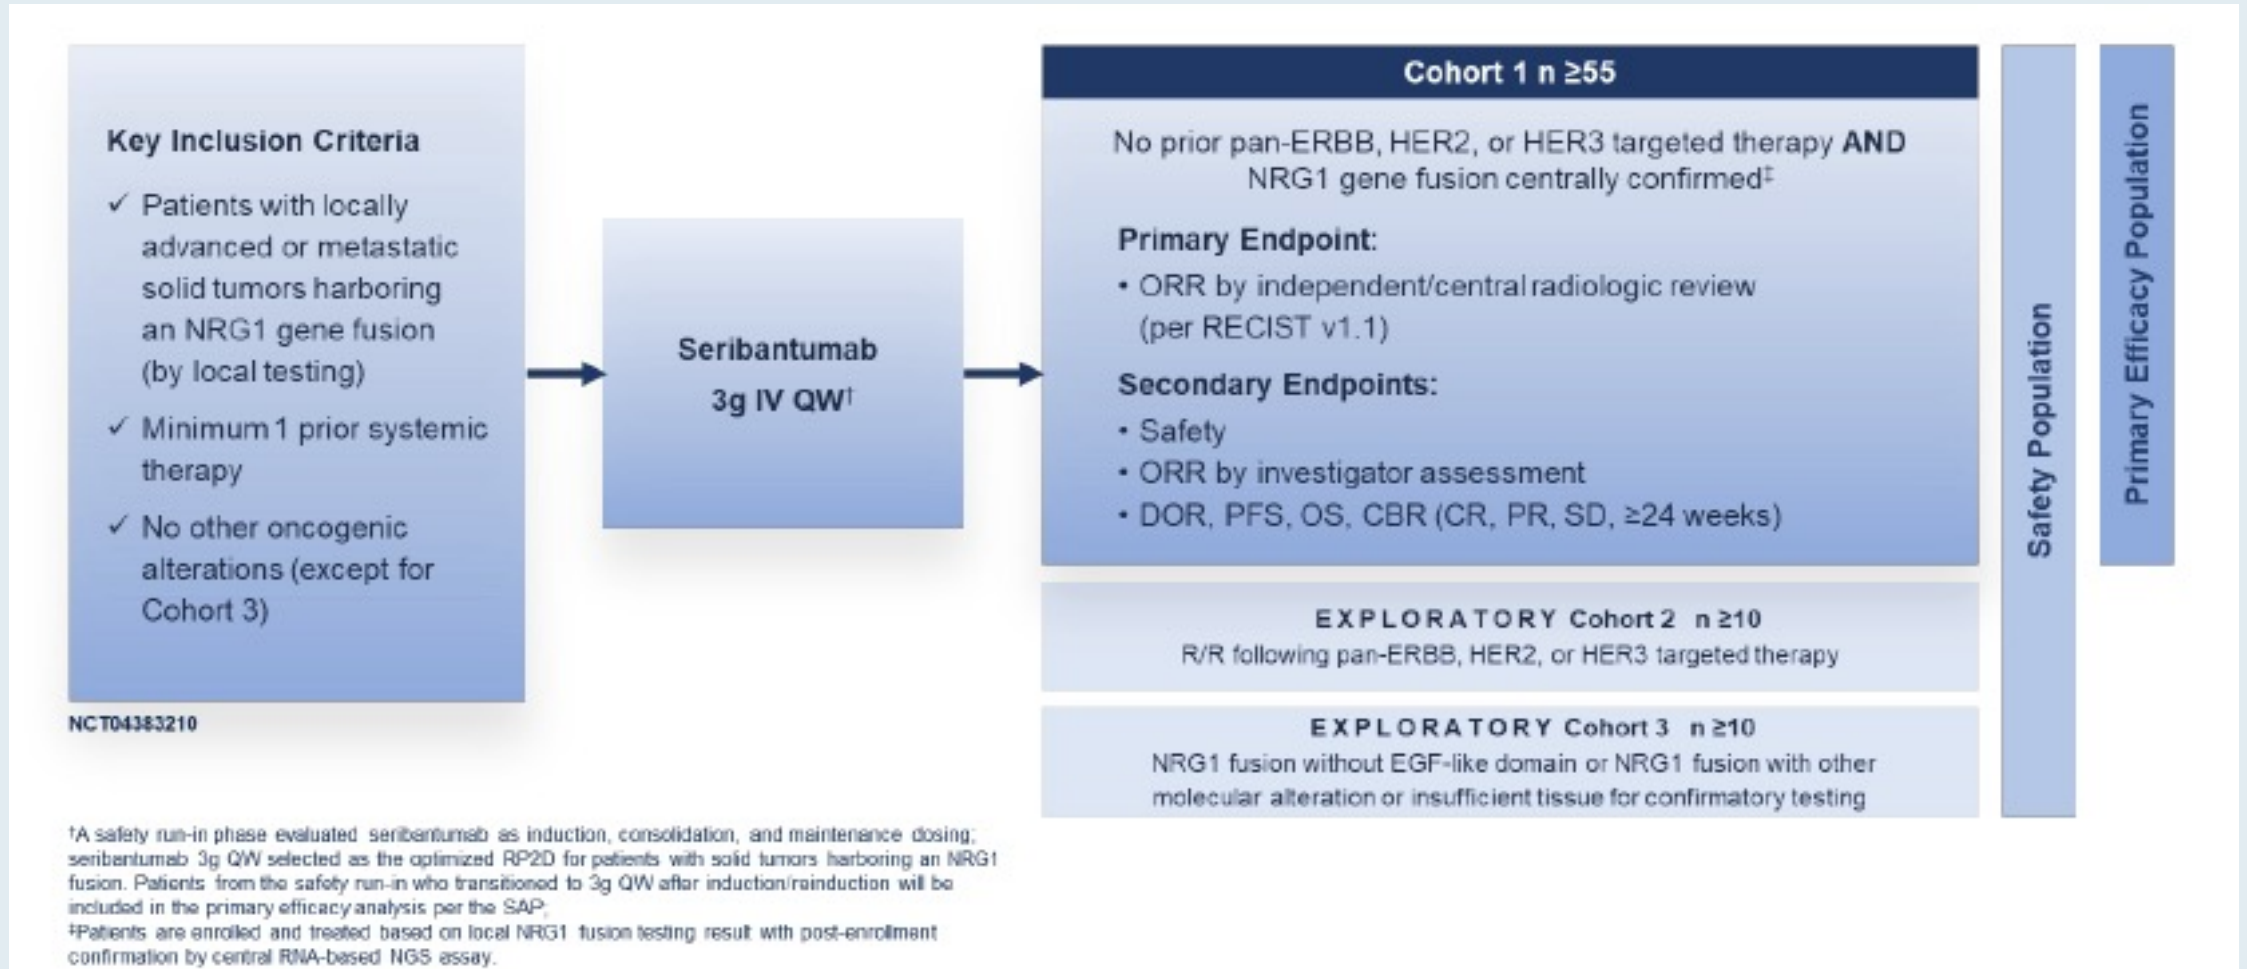 Key Inclusion Criteria
✓ Patients with locally
advanced or metastatic
solid tumors harboring
an NRG1 gene fusion
(by local testing)
✓ Minimum 1 prior systemic
therapy
✓ No other oncogenic
alterations (except for
Cohort 3)
NCT04383210
Seribantumab
3g IV QW†
Cohort 1 n ≥55
No prior pan-ERBB, HER2, or HER3 targeted therapy AND
NRG1 gene fusion centrally confirmed‡
Primary Endpoint:
• ORR by independent/central radiologic review
(per RECIST v1.1)
Secondary Endpoints:
• Safety
• ORR by investigator assessment
• DOR, PFS, OS, CBR (CR, PR, SD, ≥24 weeks)
EXPLORATORY Cohort 2 n ≥10
R/R following pan-ERBB, HER2, or HER3 targeted therapy
EXPLORATORY Cohort 3 n ≥10
NRG1 fusion without EGF-like domain or NRG1 fusion with other
molecular alteration or insufficient tissue for confirmatory testing
Safety Population
Primary Efficacy Population
†A safety run-in phase evaluated seribantumab as induction, consolidation, and maintenance dosing;
seribantumab 3g QW selected as the optimized RP2D for patients with solid tumors harboring an NRG1
fusion. Patients from the safety run-in who transitioned to 3g QW after induction/reinduction will be
included in the primary efficacy analysis per the SAP;
‡Patients are enrolled and treated based on local NRG1 fusion testing result with post-enrollment
confirmation by central RNA-based NGS assay.